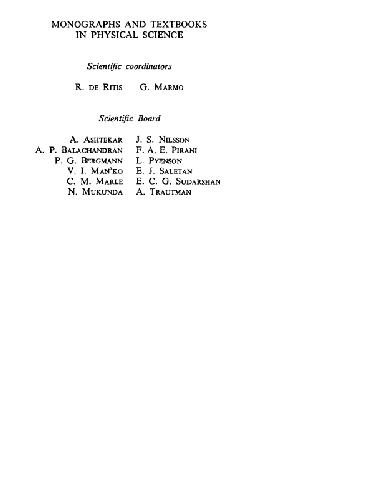 MONOGRAPHS AND TEXTBOOKS
IN PHYSICAL SCIENCE
Scientific coordinators
R. DE RITIS G. MARMO
Scientific Board
A. ASHTEKAR J. S. NILSSON
A. P. BALACHANDRAN F. A. E. PIRANI
P. G. BERGMANN L. PYENSON
V. I. MAN'KO E. J. SALETAN
C. M. MARLE E. C. G. SUDARSHAN
N. MUKUNDA A. TRAUTMAN